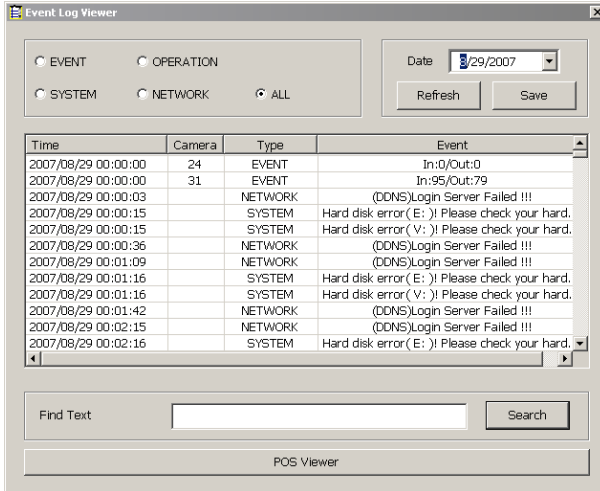 Event Log Viewer
EVENT OPERATION
SYSTEM NETWORK ALL
Date 8/29/2007
Refresh Save
Time Camera Type Event
2007/08/29 00:00:00 24 EVENT In:0/Out:0
2007/08/29 00:00:00 31 EVENT In:95/Out:79
2007/08/29 00:00:03 NETWORK (DDNS)Login Server Failed !!!
2007/08/29 00:00:15 SYSTEM Hard disk error( E: )! Please check your hard.
2007/08/29 00:00:15 SYSTEM Hard disk error( V: )! Please check your hard.
2007/08/29 00:00:36 NETWORK (DDNS)Login Server Failed !!!
2007/08/29 00:01:09 NETWORK (DDNS)Login Server Failed !!!
2007/08/29 00:01:16 SYSTEM Hard disk error( E: )! Please check your hard.
2007/08/29 00:01:16 SYSTEM Hard disk error( V: )! Please check your hard.
2007/08/29 00:01:42 NETWORK (DDNS)Login Server Failed !!!
2007/08/29 00:02:15 NETWORK (DDNS)Login Server Failed !!!
2007/08/29 00:02:16 SYSTEM Hard disk error( E: )! Please check your hard.
Find Text Search
POS Viewer